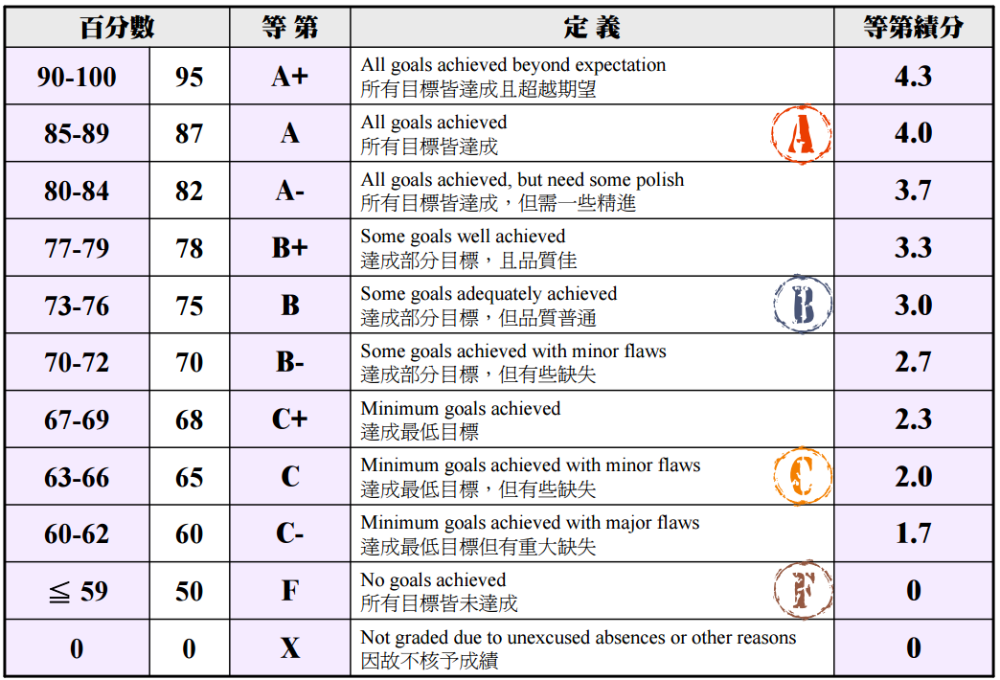 百分數 等第 定義 等第績分
90-100 95 A+ All goals achieved beyond expectation 4.3
所有目標皆達成且超越期望
85-89 87 A All goals achieved A 4.0
所有目標皆達成
80-84 82 A- All goals achieved, but need some polish 3.7
所有目標皆達成，但需一些精進
77-79 78 B+ Some goals well achieved 3.3
達成部分目標，且品質佳
73-76 75 B Some goals adequately achieved B 3.0
達成部分目標，但品質普通
70-72 70 B- Some goals achieved with minor flaws 2.7
達成部分目標，但有些缺失
67-69 68 C+ Minimum goals achieved 2.3
達成最低目標
63-66 65 C Minimum goals achieved with minor flaws C 2.0
達成最低目標，但有些缺失
60-62 60 C- Minimum goals achieved with major flaws 1.7
達成最低目標但有重大缺失
≦ 59 50 F No goals achieved F 0
所有目標皆未達成
0 0 X Not graded due to unexcused absences or other reasons 0
因故不核予成績